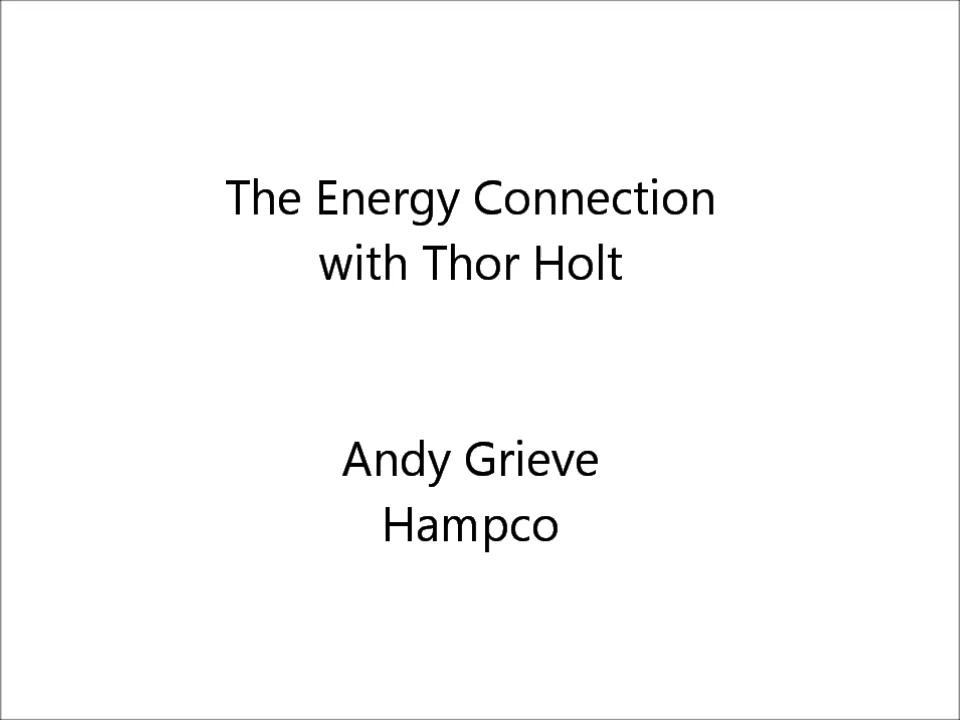 The Energy Connection
with Thor Holt
Andy Grieve
Hampco